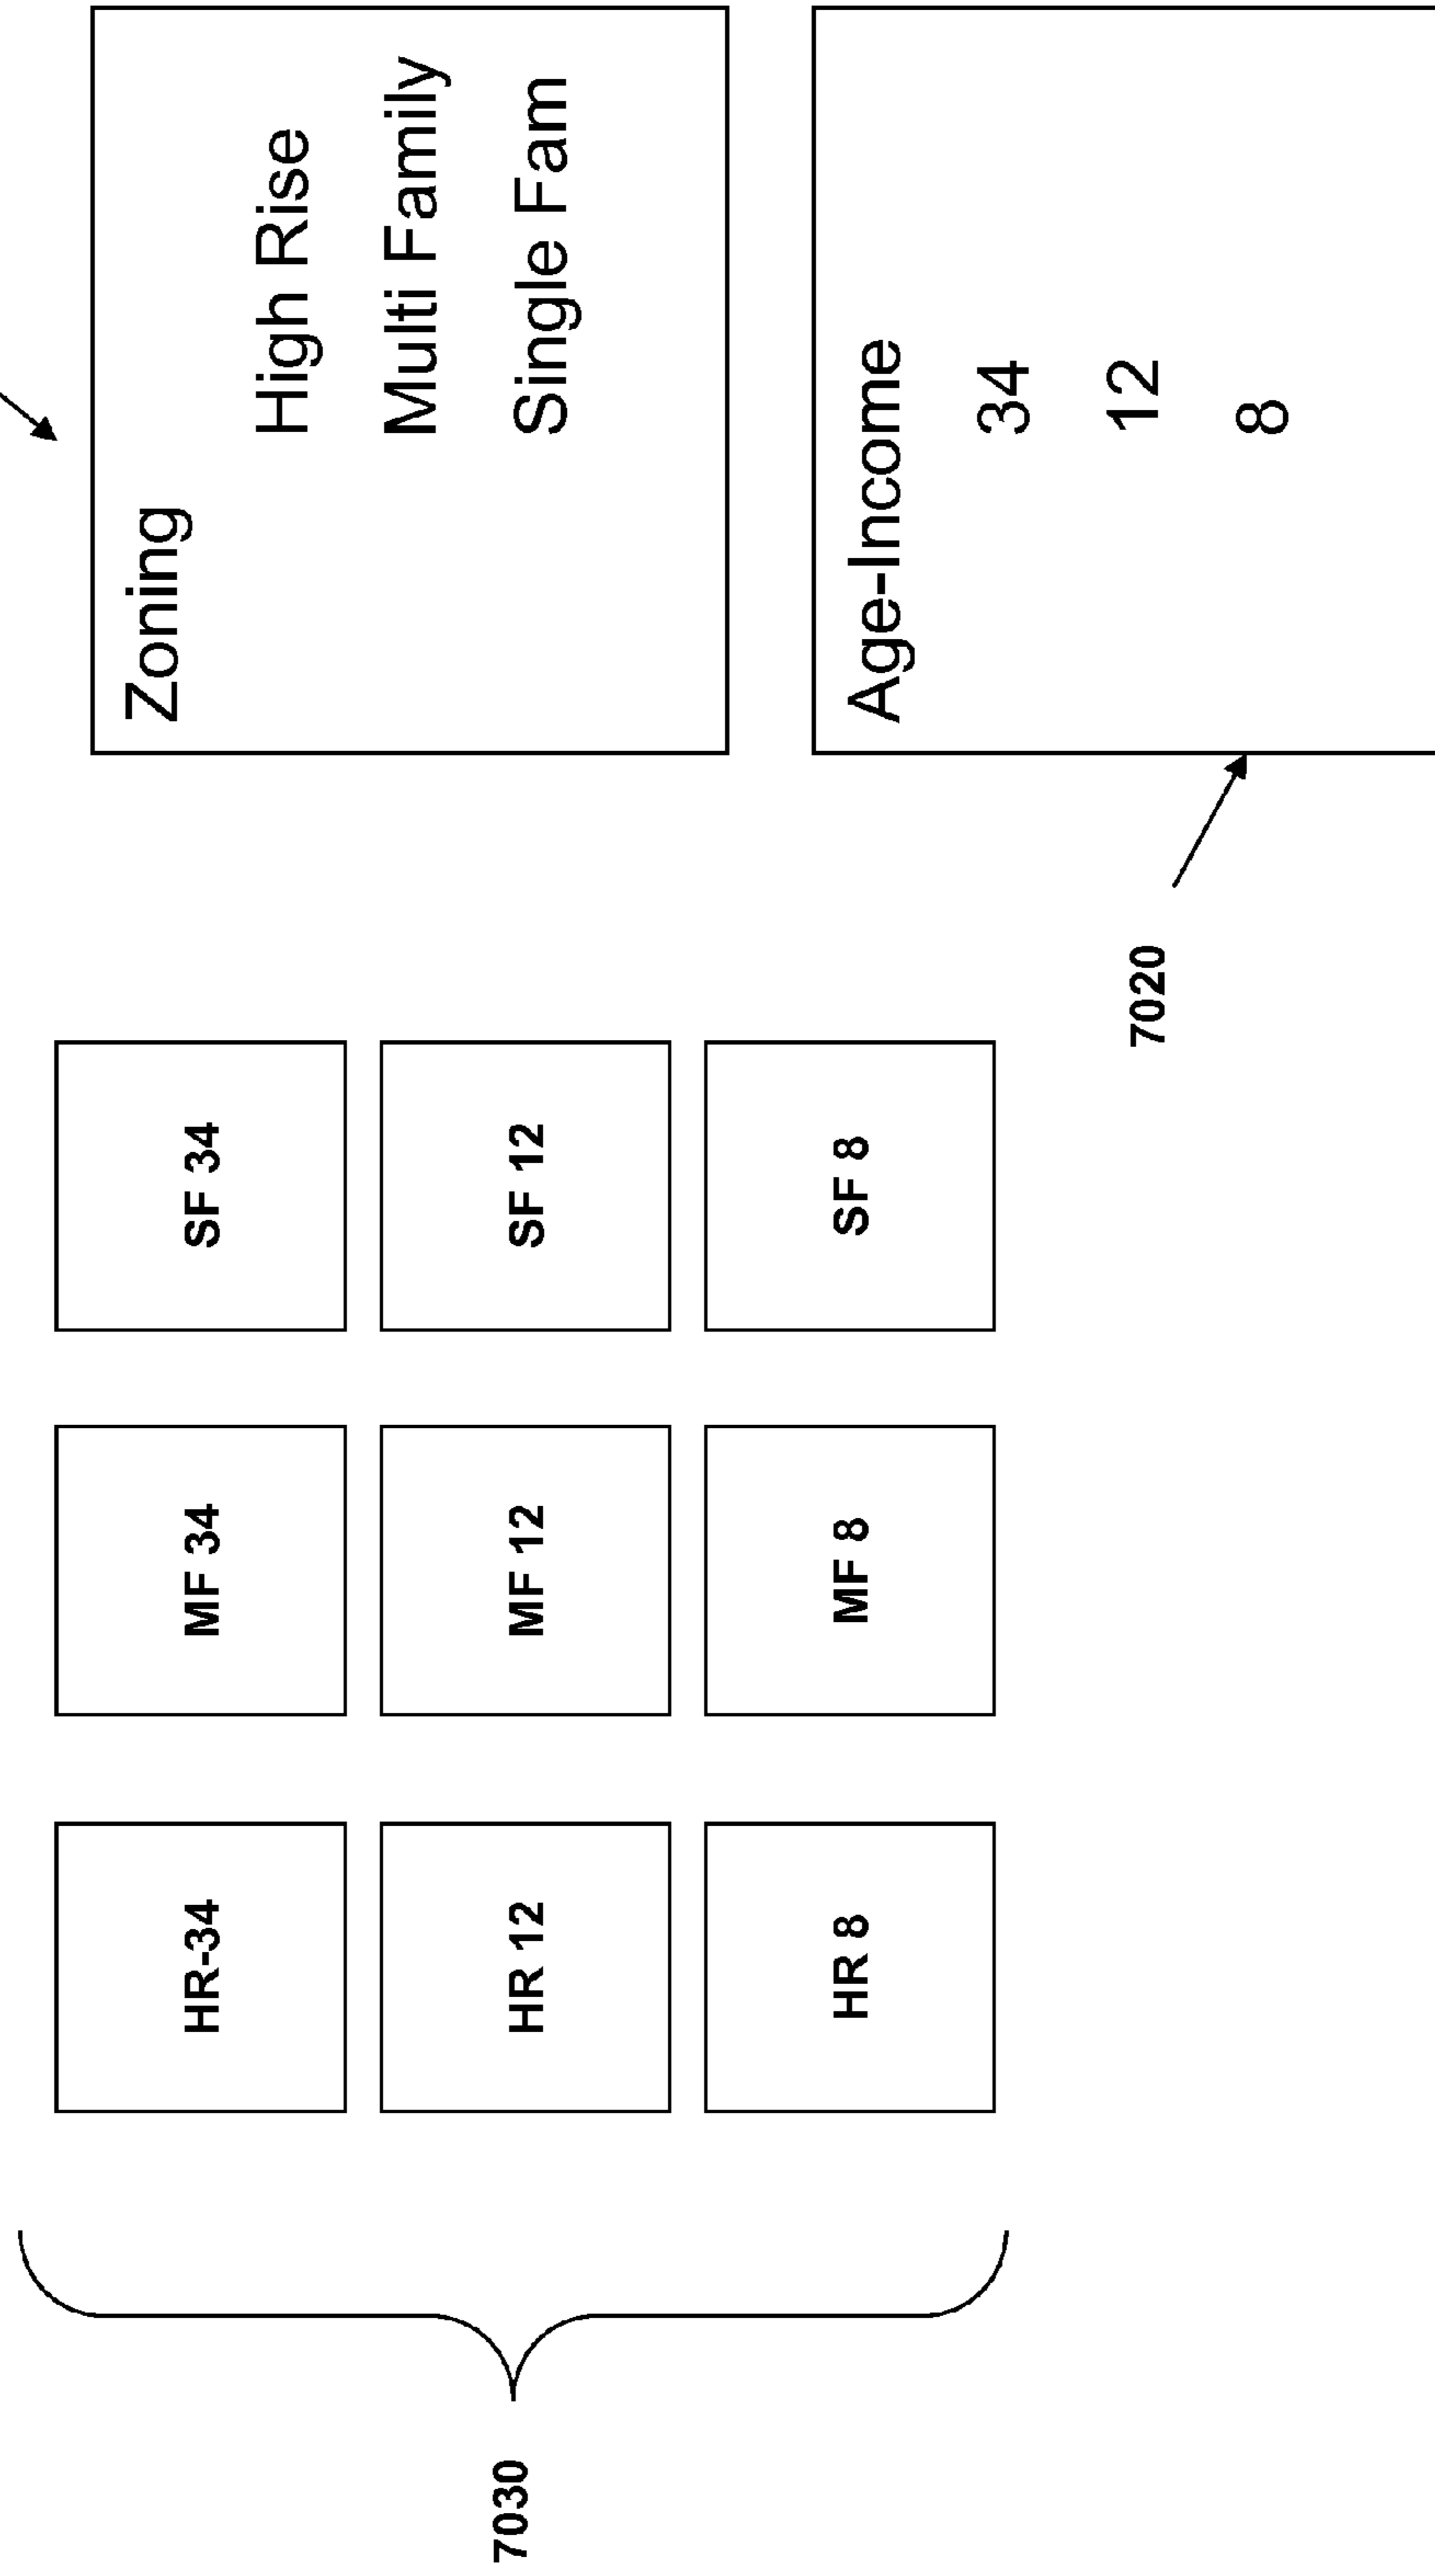 7030
HR-34
MF 34
SF 34
HR 12
MF 12
SF 12
HR 8
MF 8
SF 8
Zoning
High Rise
Multi Family
Single Fam
7020
Age-Income
34
12
8